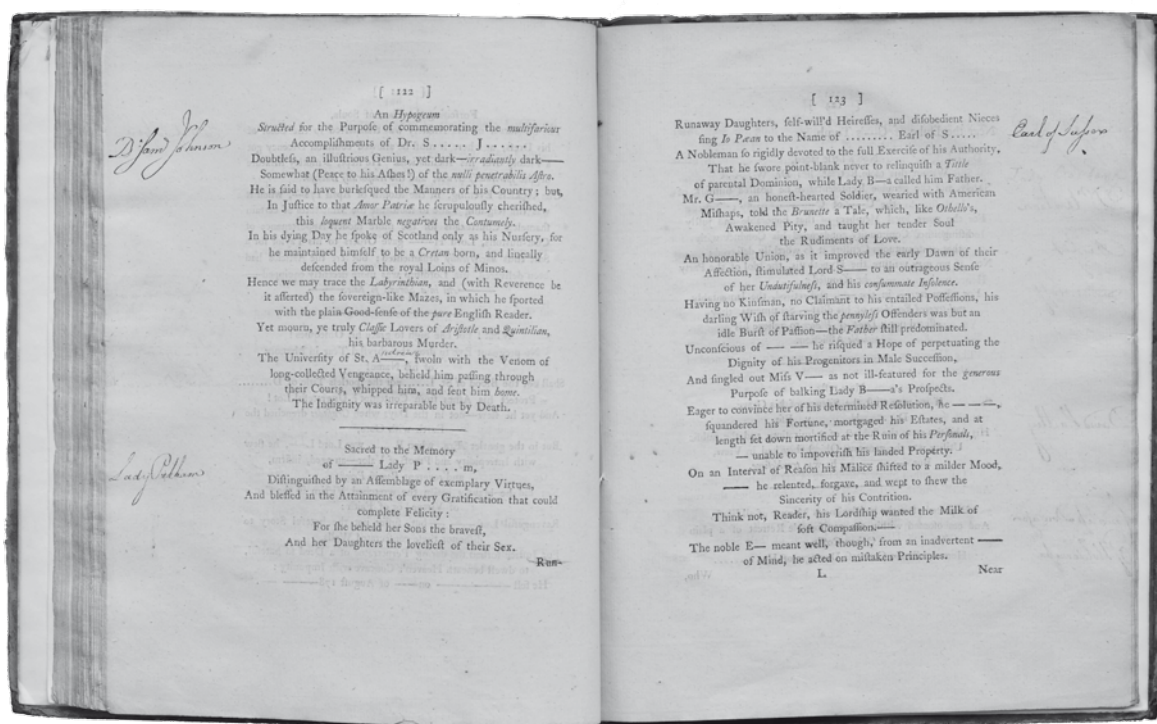 [ 122 ]
An Hypogeum
Structed for the Purpoſe of commemorating the multifarious
Accompliſhments of Dr. S..... J......
Doubtleſs, an illuſtrious Genius, yet dark—irradiantly dark——
Somewhat (Peace to his Aſhes!) of the nulli penetrabilis Aſtro.
He is ſaid to have burleſqued the Manners of his Country; but,
In Juſtice to that Amor Patriæ he ſcrupulouſly cheriſhed,
this loquent Marble negatives the Contumely.
In his dying Day he ſpoke of Scotland only as his Nurſery, for
he maintained himſelf to be a Cretan born, and lineally
deſcended from the royal Loins of Minos.
Hence we may trace the Labyrinthian, and (with Reverence be
it aſſerted) the ſovereign-like Mazes, in which he ſported
with the plain Good-ſenſe of the pure Engliſh Reader.
Yet mourn, ye truly Claſſic Lovers of Ariſtotle and Quintilian,
his barbarous Murder.
The Univerſity of St. A——, ſwoln with the Venom of
long-collected Vengeance, beheld him paſſing through
their Courts, whipped him, and ſent him home.
The Indignity was irreparable but by Death.
Sacred to the Memory
of —— Lady P....m,
Diſtinguiſhed by an Aſſemblage of exemplary Virtues,
And bleſſed in the Attainment of every Gratification that could
complete Felicity:
For ſhe beheld her Sons the braveſt,
And her Daughters the lovelieſt of their Sex.
Run-
Dr Sam Johnson
Lady Pelham
[ 123 ]
Runaway Daughters, ſelf-will'd Heireſſes, and diſobedient Nieces
ſing Io Pæan to the Name of ......... Earl of S.....
A Nobleman ſo rigidly devoted to the full Exerciſe of his Authority,
That he ſwore point-blank never to relinquiſh a Tittle
of parental Dominion, while Lady B—a called him Father.
Mr. G——, an honeſt-hearted Soldier, wearied with American
Miſhaps, told the Brunette a Tale, which, like Othello's,
Awakened Pity, and taught her tender Soul
the Rudiments of Love.
An honorable Union, as it improved the early Dawn of their
Affection, ſtimulated Lord S—— to an outrageous Senſe
of her Undutifulneſs, and his conſummate Inſolence.
Having no Kinſman, no Claimant to his entailed Poſſeſſions, his
darling Wiſh of ſtarving the pennyleſs Offenders was but an
idle Burſt of Paſſion—the Father ſtill predominated.
Unconſcious of — —— he riſqued a Hope of perpetuating the
Dignity of his Progenitors in Male Succeſſion,
And ſingled out Miſs V—— as not ill-featured for the generous
Purpoſe of balking Lady B——a's Proſpects.
Eager to convince her of his determined Reſolution, he — — —,
ſquandered his Fortune, mortgaged his Eſtates, and at
length ſet down mortified at the Ruin of his Perſonals,
— unable to impoveriſh his landed Property.
On an Interval of Reaſon his Malice ſhifted to a milder Mood,
—— he relented, forgave, and wept to ſhew the
Sincerity of his Contrition.
Think not, Reader, his Lordſhip wanted the Milk of
ſoft Compaſſion.—
The noble E— meant well, though, from an inadvertent ——
of Mind, he acted on miſtaken Principles.
L
Near
Earl of Sussex